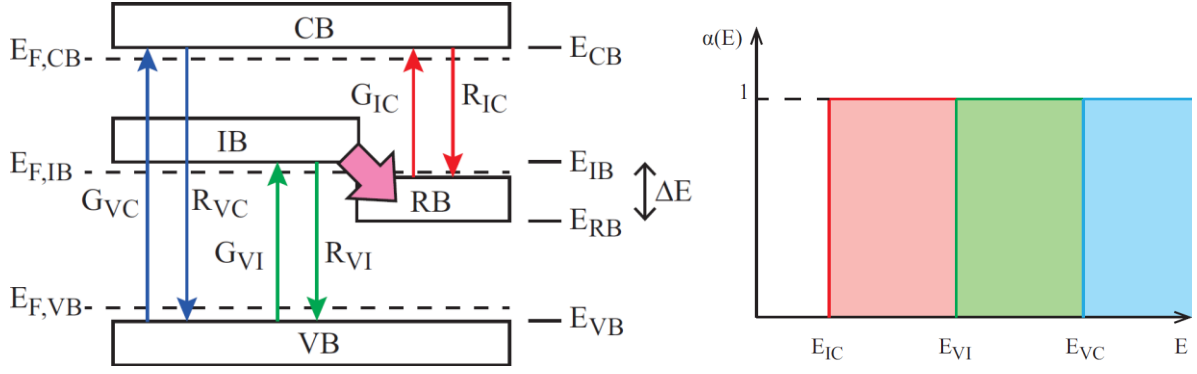 CB
E_F,CB
E_CB
G_IC
R_IC
IB
E_F,IB
E_IB
ΔE
G_VC
R_VC
RB
E_RB
G_VI
R_VI
E_F,VB
E_VB
VB
α(E)
1
E_IC
E_VI
E_VC
E